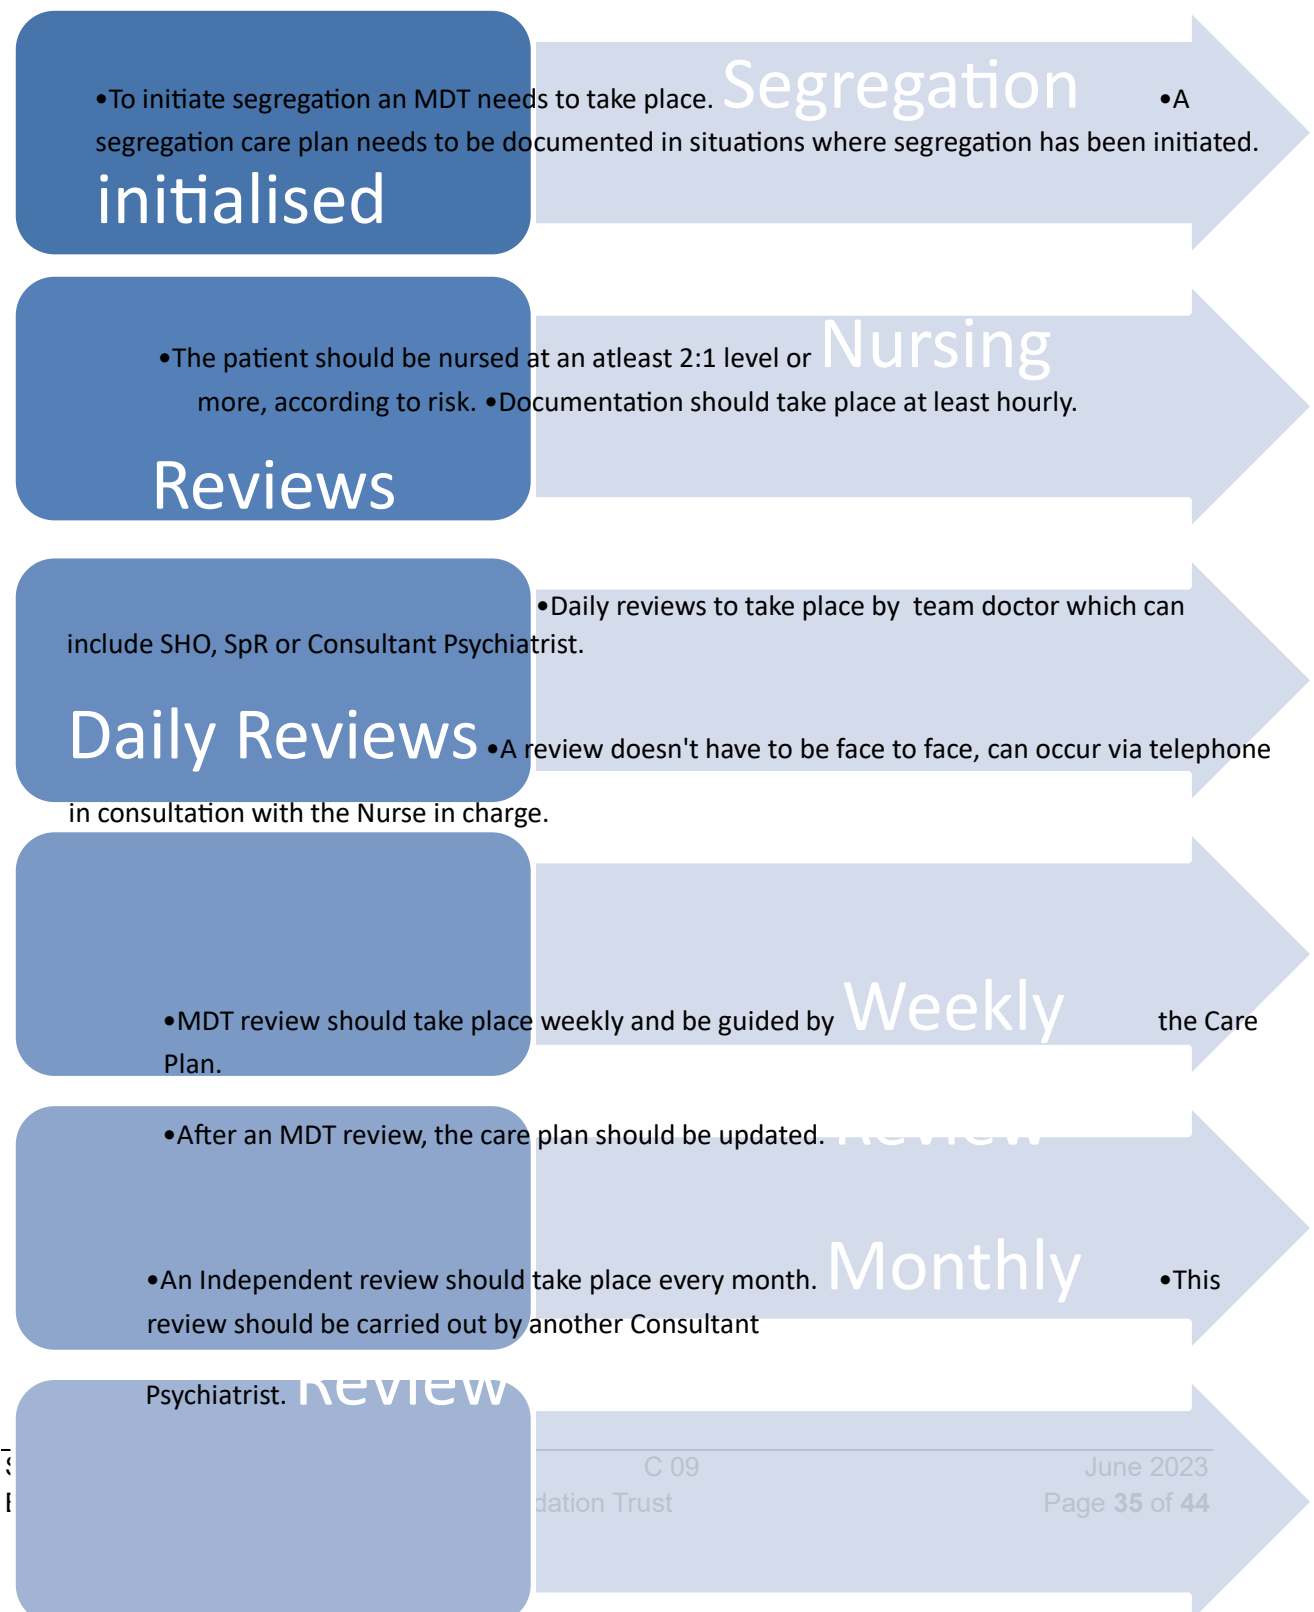 •To initiate segregation an MDT needs to take place. Segregation •A
segregation care plan needs to be documented in situations where segregation has been initiated.
initialised
•The patient should be nursed at an atleast 2:1 level or Nursing
more, according to risk. •Documentation should take place at least hourly.
Reviews
•Daily reviews to take place by team doctor which can
include SHO, SpR or Consultant Psychiatrist.
Daily Reviews •A review doesn't have to be face to face, can occur via telephone
in consultation with the Nurse in charge.
•MDT review should take place weekly and be guided by Weekly the Care
Plan.
•After an MDT review, the care plan should be updated. Review
•An Independent review should take place every month. Monthly •This
review should be carried out by another Consultant
Psychiatrist. Review
C 09 June 2023
dation Trust Page 35 of 44